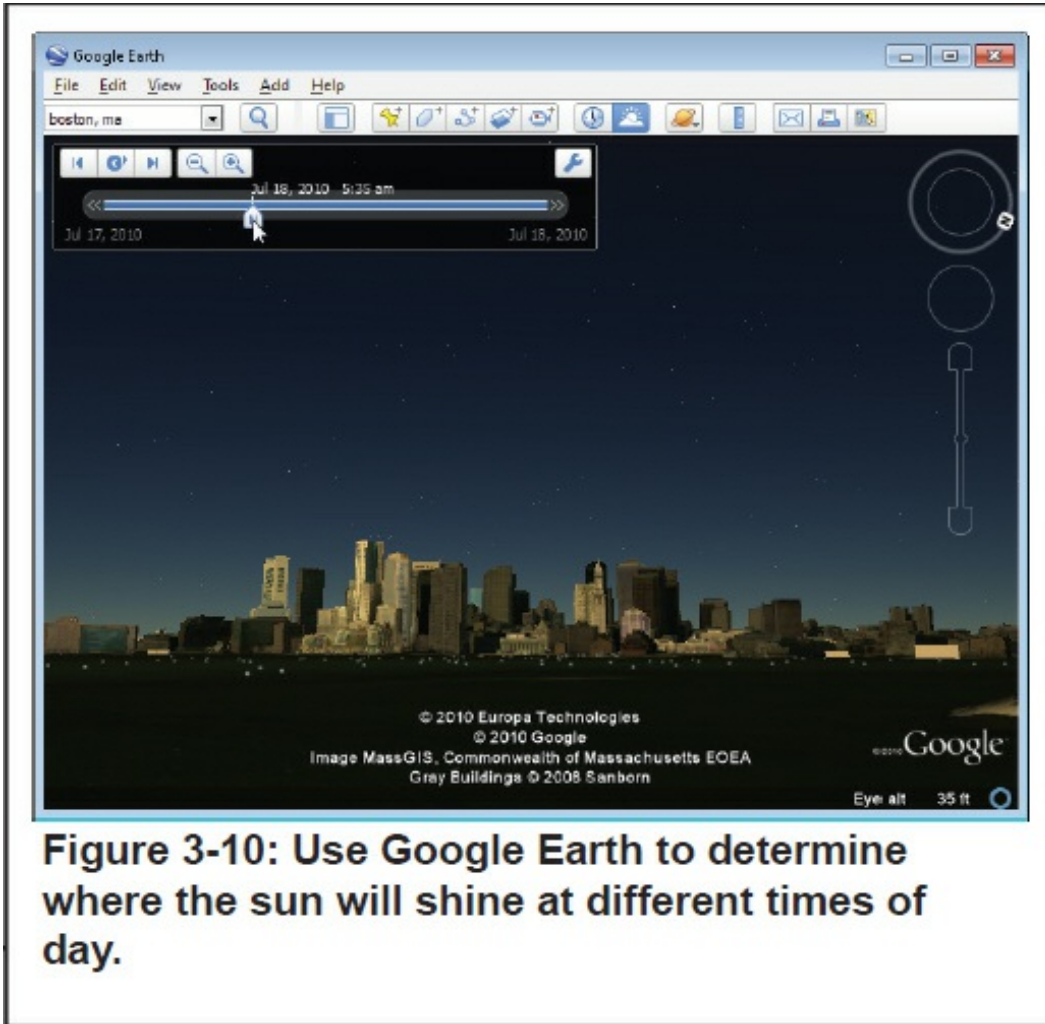 Google Earth
File Edit View Tools Add Help
boston, ma
Jul 18, 2010 5:35 am
Jul 17, 2010 Jul 18, 2010
N
© 2010 Europa Technologies
© 2010 Google
Image MassGIS, Commonwealth of Massachusetts EOEA
Gray Buildings © 2008 Sanborn
©2010 Google
Eye alt 35 ft
Figure 3-10: Use Google Earth to determine
where the sun will shine at different times of
day.